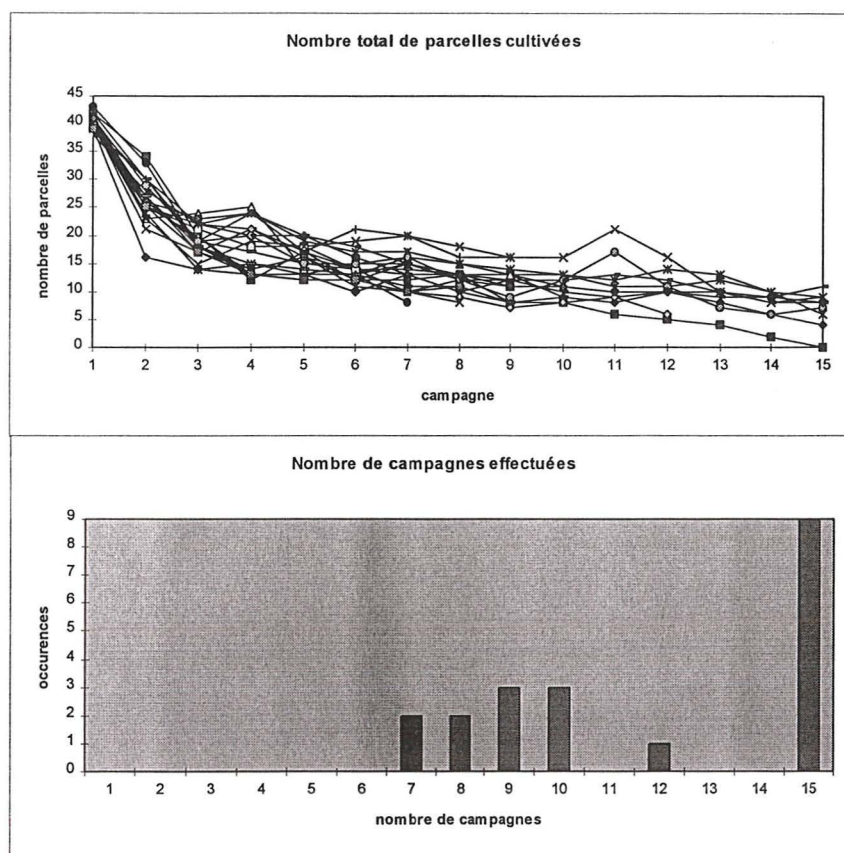 Nombre total de parcelles cultivées
nombre de parcelles
45
40
35
30
25
20
15
10
5
0
1 2 3 4 5 6 7 8 9 10 11 12 13 14 15
campagne
Nombre de campagnes effectuées
occurences
9
8
7
6
5
4
3
2
1
0
1 2 3 4 5 6 7 8 9 10 11 12 13 14 15
nombre de campagnes